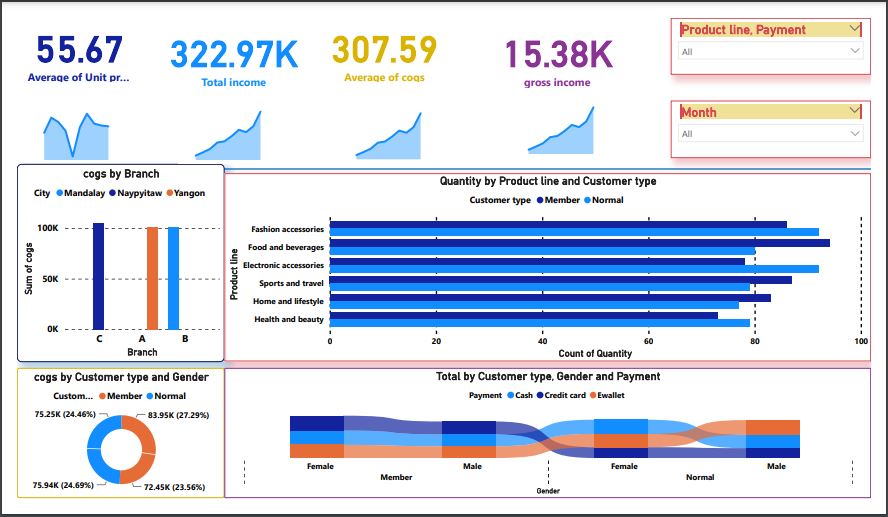 55.67
Average of Unit pr...
322.97K
Total income
307.59
Average of cogs
15.38K
gross income
Product line, Payment
All
Month
All
cogs by Branch
City Mandalay Naypyitaw Yangon
100K
50K
0K
Sum of cogs
C A B
Branch
Quantity by Product line and Customer type
Customer type Member Normal
Product line
Fashion accessories
Food and beverages
Electronic accessories
Sports and travel
Home and lifestyle
Health and beauty
0 20 40 60 80 100
Count of Quantity
cogs by Customer type and Gender
Custom... Member Normal
75.25K (24.46%) 83.95K (27.29%)
75.94K (24.69%) 72.45K (23.56%)
Total by Customer type, Gender and Payment
Payment Cash Credit card Ewallet
Female Male Female Male
Member Normal
Gender